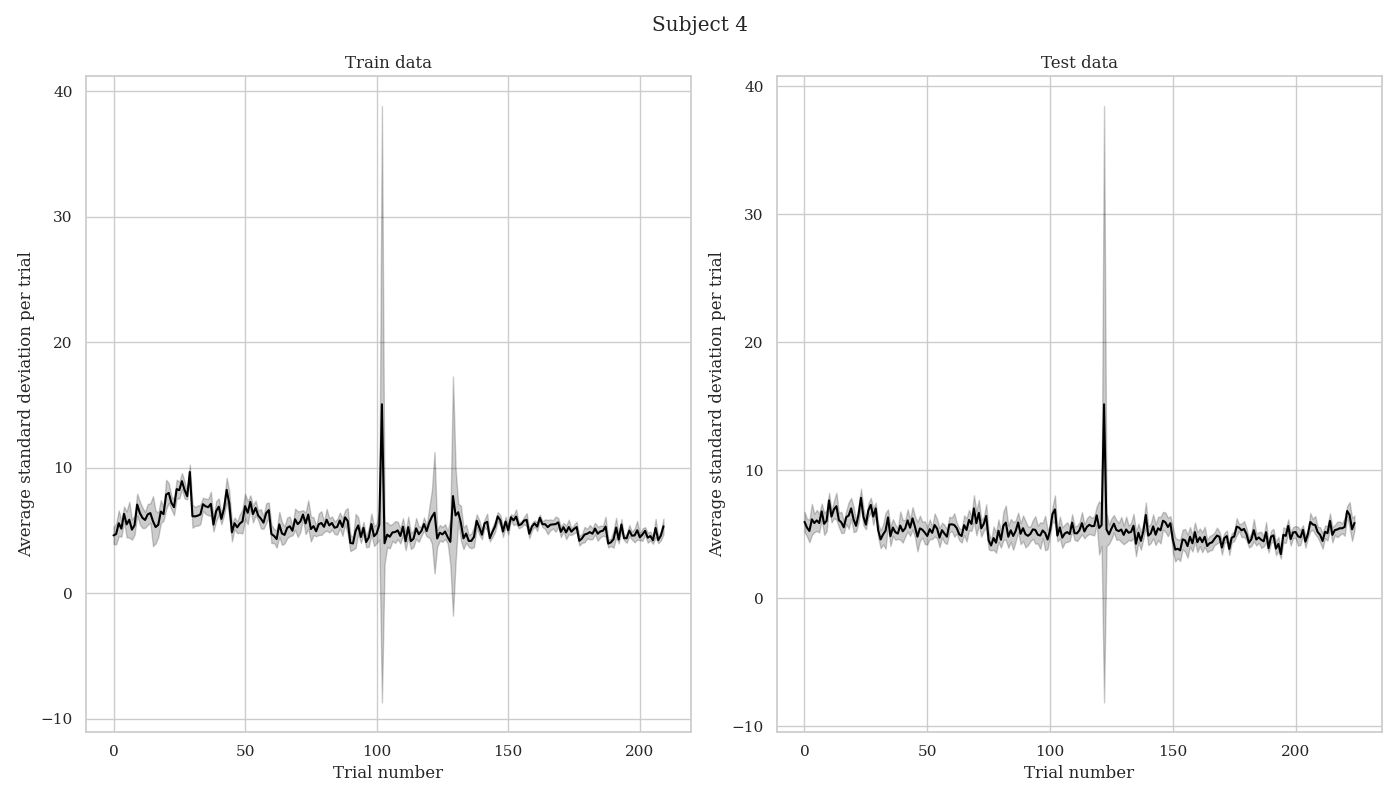 Subject 4
Train data
Average standard deviation per trial
40
30
20
10
0
−10
0 50 100 150 200
Trial number
Test data
Average standard deviation per trial
40
30
20
10
0
−10
0 50 100 150 200
Trial number